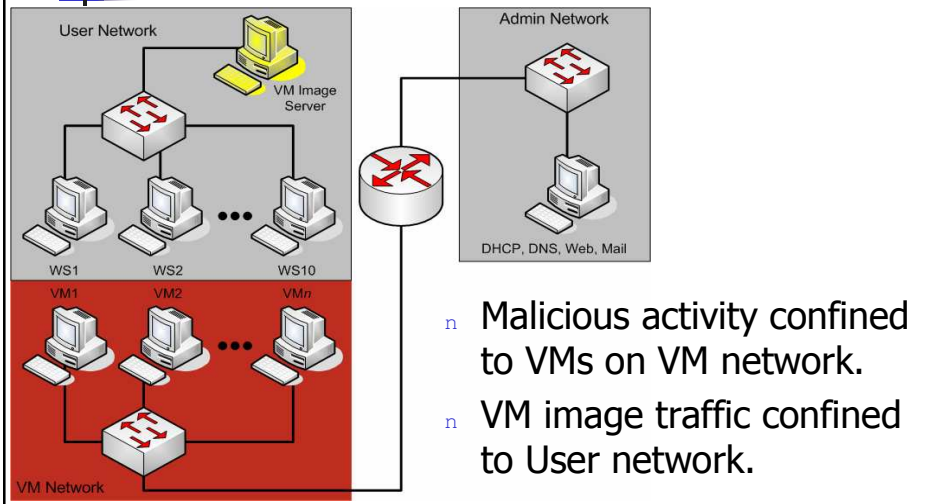 User Network
VM Image
Server
WS1 WS2 WS10
VM1 VM2 VMn
VM Network
Admin Network
DHCP, DNS, Web, Mail
n Malicious activity confined
to VMs on VM network.
n VM image traffic confined
to User network.